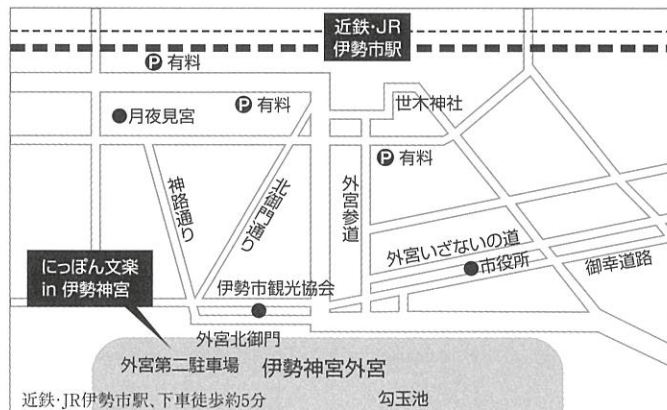 近鉄･JR
伊勢市駅
P 有料
P 有料
月夜見宮
世木神社
P 有料
神路通り
北御門通り
外宮参道
外宮いざないの道
市役所
御幸道路
にっぽん文楽
in 伊勢神宮
伊勢市観光協会
外宮北御門
外宮第二駐車場
伊勢神宮外宮
近鉄･JR伊勢市駅、下車徒歩約5分
勾玉池